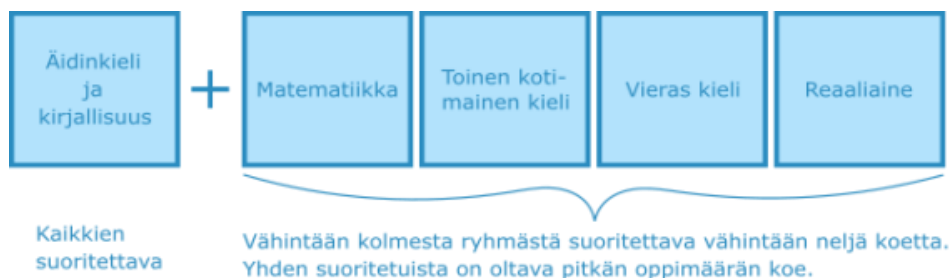 Äidinkieli
ja
kirjallisuus
+
Matematiikka
Toinen koti-
mainen kieli
Vieras kieli
Reaaliaine
Kaikkien
suoritettava
Vähintään kolmesta ryhmästä suoritettava vähintään neljä koetta.
Yhden suoritetuista on oltava pitkän oppimäärän koe.